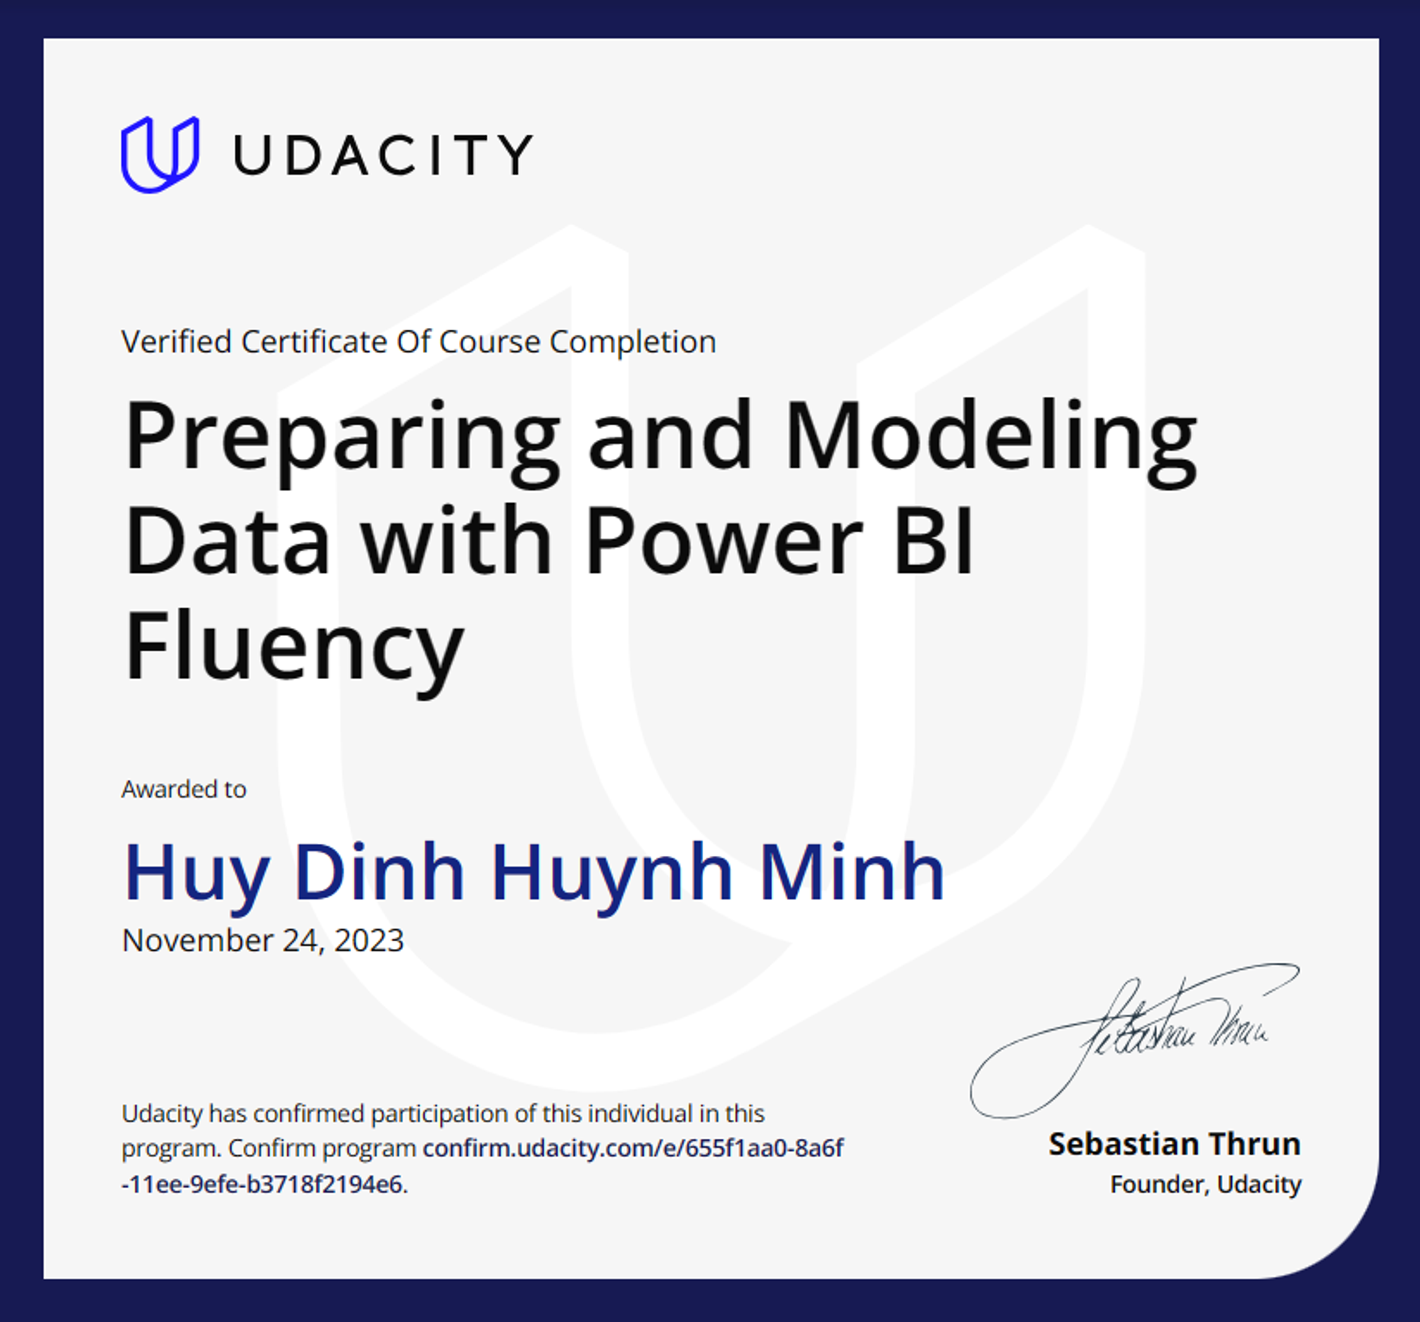 UDACITY
Verified Certificate Of Course Completion
Preparing and Modeling
Data with Power BI
Fluency
Awarded to
Huy Dinh Huynh Minh
November 24, 2023
Udacity has confirmed participation of this individual in this
program. Confirm program confirm.udacity.com/e/655f1aa0-8a6f
-11ee-9efe-b3718f2194e6.
Sebastian Thrun
Sebastian Thrun
Founder, Udacity